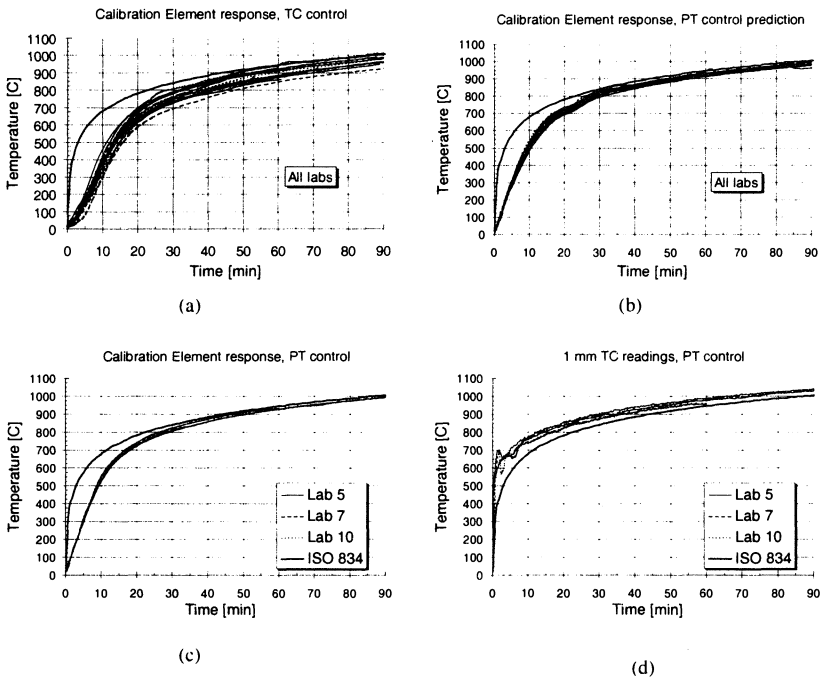 Calibration Element response, TC control
Temperature [C]
1100
1000
900
800
700
600
500
400
300
200
100
0
All labs
0 10 20 30 40 50 60 70 80 90
Time [min]
(a)
Calibration Element response, PT control prediction
Temperature [C]
1100
1000
900
800
700
600
500
400
300
200
100
0
All labs
0 10 20 30 40 50 60 70 80 90
Time [min]
(b)
Calibration Element response, PT control
Temperature [C]
1100
1000
900
800
700
600
500
400
300
200
100
0
Lab 5
Lab 7
Lab 10
ISO 834
0 10 20 30 40 50 60 70 80 90
Time [min]
(c)
1 mm TC readings, PT control
Temperature [C]
1100
1000
900
800
700
600
500
400
300
200
100
0
Lab 5
Lab 7
Lab 10
ISO 834
0 10 20 30 40 50 60 70 80 90
Time [min]
(d)